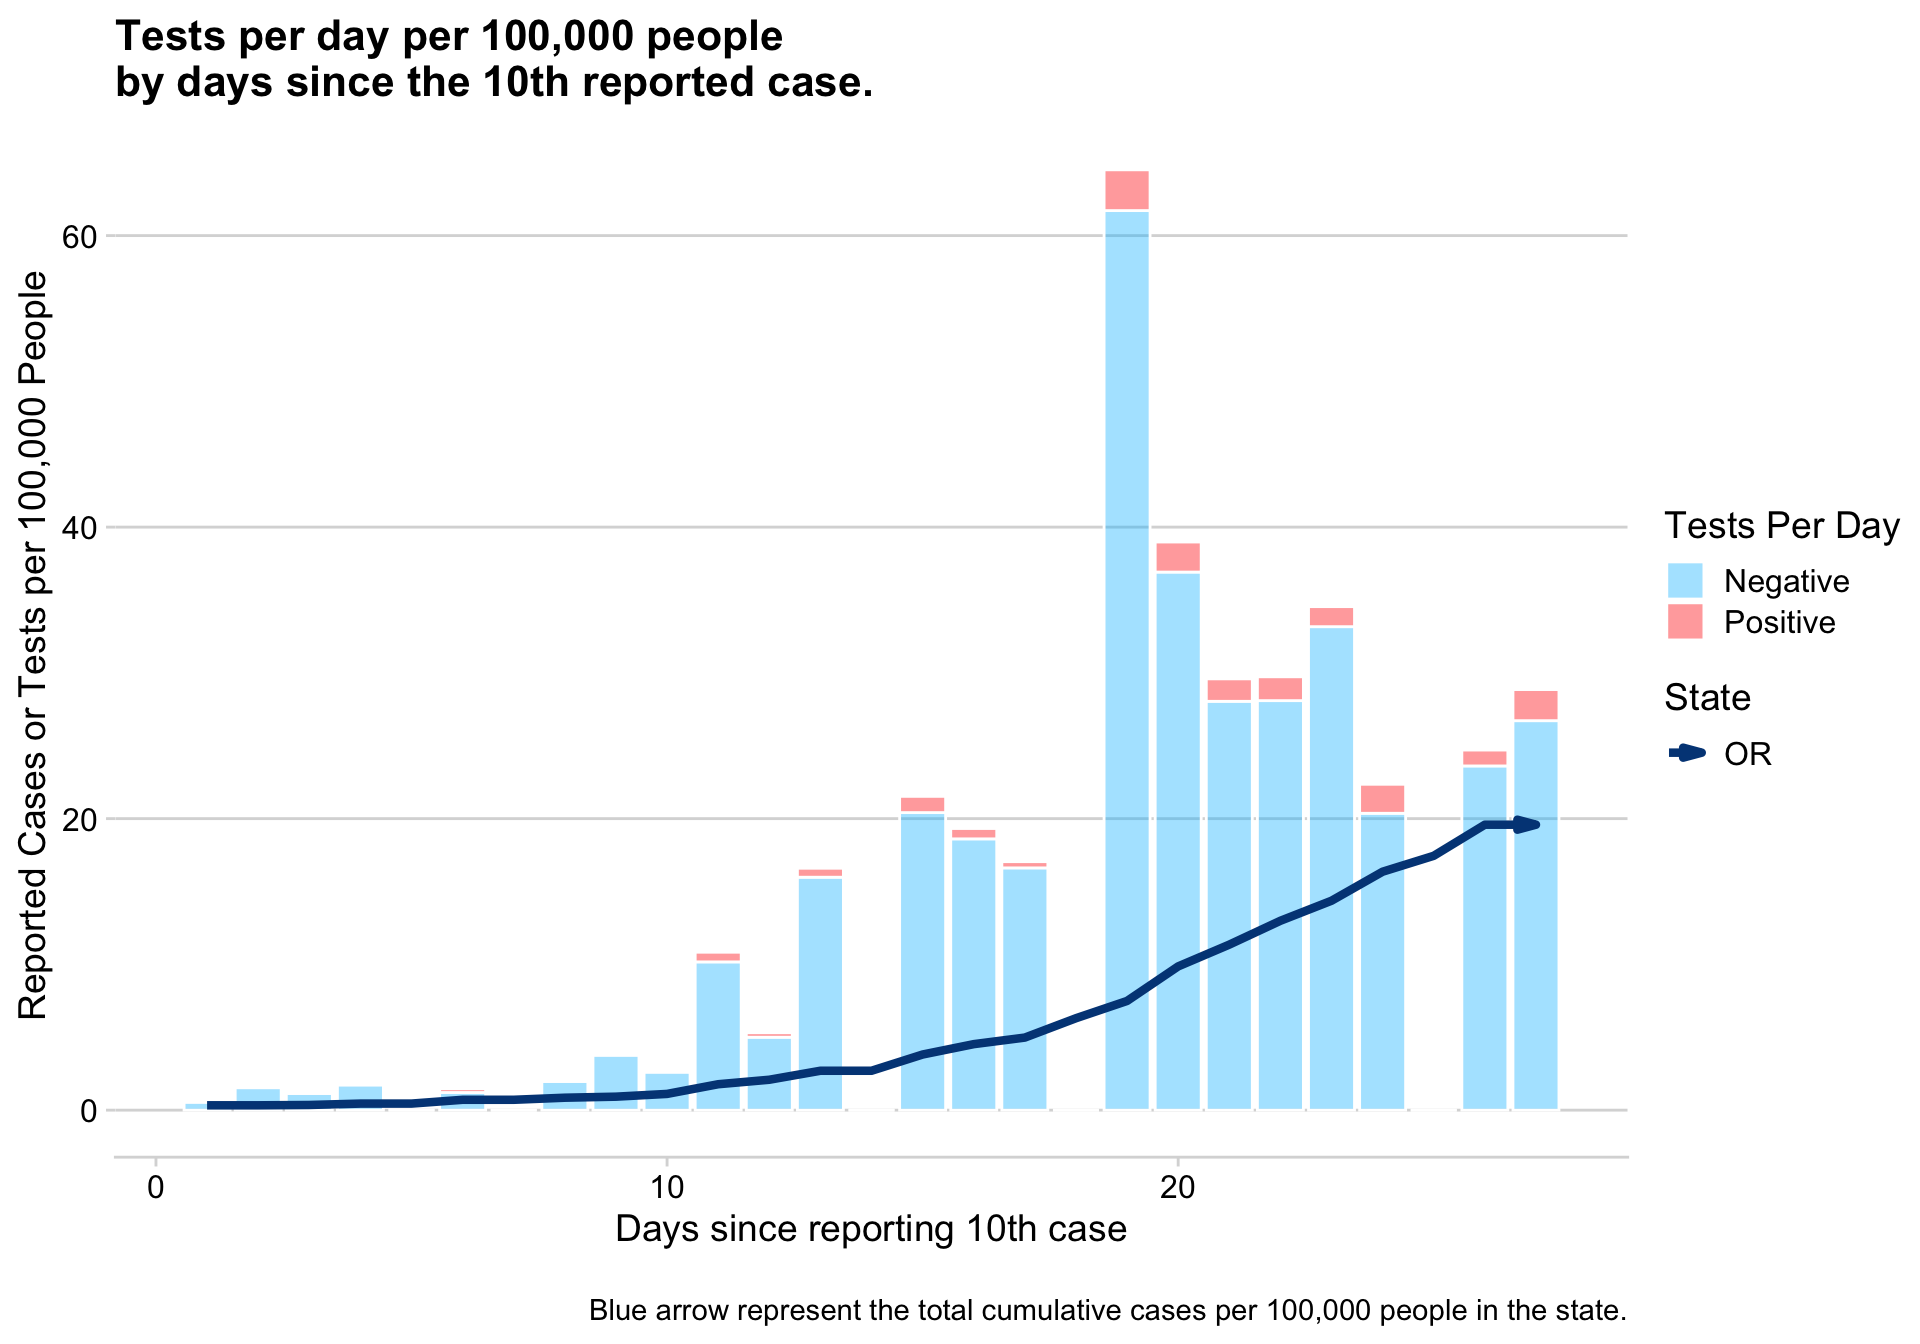 Tests per day per 100,000 people
by days since the 10th reported case.
Reported Cases or Tests per 100,000 People
60
40
20
0
0
10
20
Days since reporting 10th case
Tests Per Day
Negative
Positive
State
OR
Blue arrow represent the total cumulative cases per 100,000 people in the state.